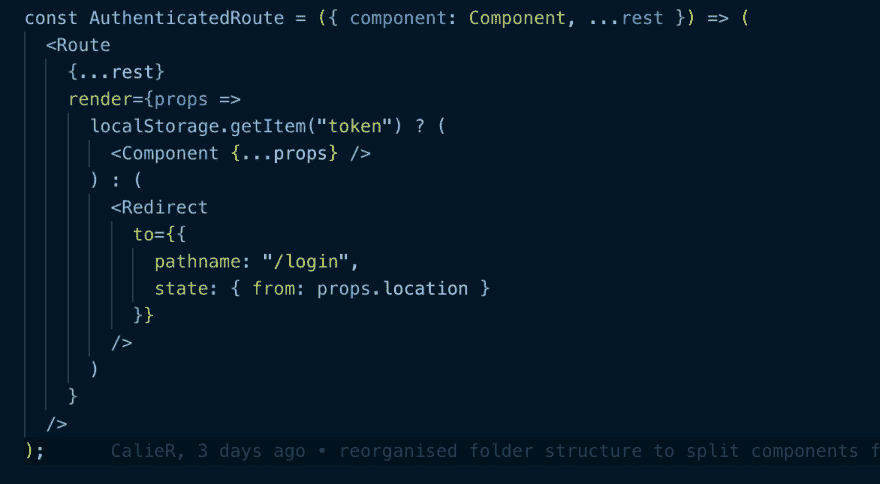 const AuthenticatedRoute = ({ component: Component, ...rest }) => (
<Route
{...rest}
render={props =>
localStorage.getItem("token") ? (
<Component {...props} />
) : (
<Redirect
to={{
pathname: "/login",
state: { from: props.location }
}}
/>
)
}
/>
); CalieR, 3 days ago • reorganised folder structure to split components f